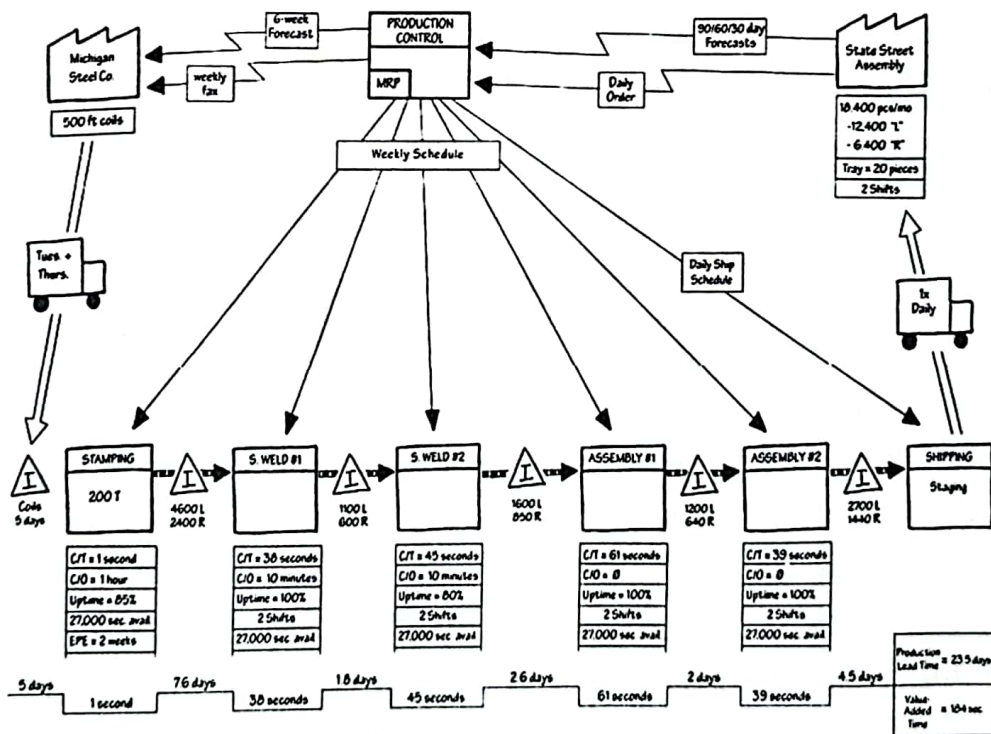 Michigan
Steel Co.
500 ft coils
6-week
Forecast
weekly
fax
PRODUCTION
CONTROL
MRP
90/60/30 day
Forecasts
Daily
Order
State Street
Assembly
18,400 pcs/mo
-12,400 "L"
- 6,400 "R"
Tray = 20 pieces
2 Shifts
Weekly Schedule
Tues. +
Thurs.
Daily Ship
Schedule
1x
Daily
I
Coils
5 days
STAMPING
200 T
I
4600 L
2400 R
S. WELD #1
I
1100 L
600 R
S. WELD #2
I
1600 L
850 R
ASSEMBLY #1
I
1200 L
640 R
ASSEMBLY #2
I
2700 L
1440 R
SHIPPING
Staging
C/T = 1 second
C/O = 1 hour
Uptime = 85%
27,000 sec. avail
EPE = 2 weeks
C/T = 38 seconds
C/O = 10 minutes
Uptime = 100%
2 Shifts
27,000 sec. avail
C/T = 45 seconds
C/O = 10 minutes
Uptime = 80%
2 Shifts
27,000 sec. avail
C/T = 61 seconds
C/O = Ø
Uptime = 100%
2 Shifts
27,000 sec. avail
C/T = 39 seconds
C/O = Ø
Uptime = 100%
2 Shifts
27,000 sec. avail
5 days
1 second
7.6 days
38 seconds
1.8 days
45 seconds
2.6 days
61 seconds
2 days
39 seconds
4.5 days
Production
Lead Time = 23.5 days
Value-
Added = 184 sec
Time